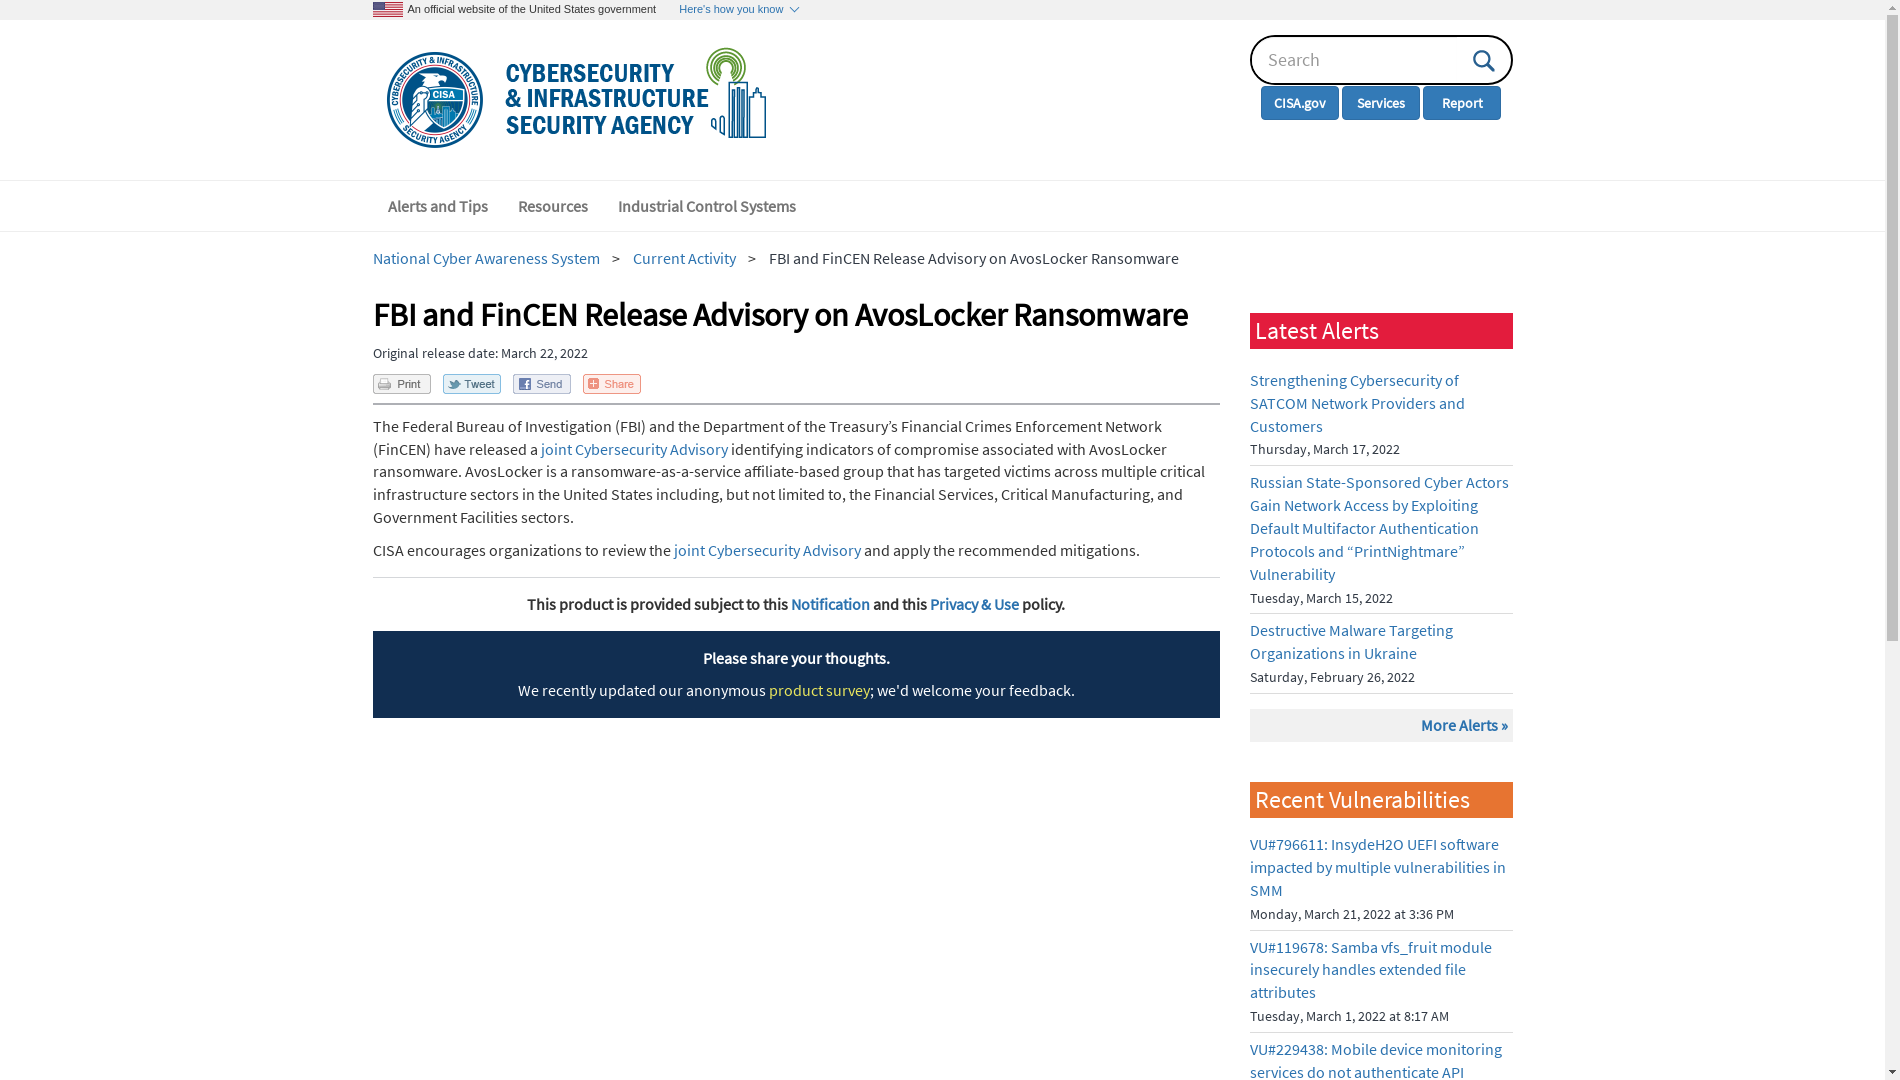 An official website of the United States government Here's how you know
CYBERSECURITY & INFRASTRUCTURE
CISA
SECURITY AGENCY
CYBERSECURITY
& INFRASTRUCTURE
SECURITY AGENCY
Search
CISA.gov Services Report
Alerts and Tips Resources Industrial Control Systems
National Cyber Awareness System > Current Activity > FBI and FinCEN Release Advisory on AvosLocker Ransomware
FBI and FinCEN Release Advisory on AvosLocker Ransomware
Original release date: March 22, 2022
Print Tweet Send Share
The Federal Bureau of Investigation (FBI) and the Department of the Treasury’s Financial Crimes Enforcement Network
(FinCEN) have released a joint Cybersecurity Advisory identifying indicators of compromise associated with AvosLocker
ransomware. AvosLocker is a ransomware-as-a-service affiliate-based group that has targeted victims across multiple critical
infrastructure sectors in the United States including, but not limited to, the Financial Services, Critical Manufacturing, and
Government Facilities sectors.
CISA encourages organizations to review the joint Cybersecurity Advisory and apply the recommended mitigations.
This product is provided subject to this Notification and this Privacy & Use policy.
Please share your thoughts.
We recently updated our anonymous product survey; we'd welcome your feedback.
Latest Alerts
Strengthening Cybersecurity of
SATCOM Network Providers and
Customers
Thursday, March 17, 2022
Russian State-Sponsored Cyber Actors
Gain Network Access by Exploiting
Default Multifactor Authentication
Protocols and “PrintNightmare”
Vulnerability
Tuesday, March 15, 2022
Destructive Malware Targeting
Organizations in Ukraine
Saturday, February 26, 2022
More Alerts »
Recent Vulnerabilities
VU#796611: InsydeH2O UEFI software
impacted by multiple vulnerabilities in
SMM
Monday, March 21, 2022 at 3:36 PM
VU#119678: Samba vfs_fruit module
insecurely handles extended file
attributes
Tuesday, March 1, 2022 at 8:17 AM
VU#229438: Mobile device monitoring
services do not authenticate API